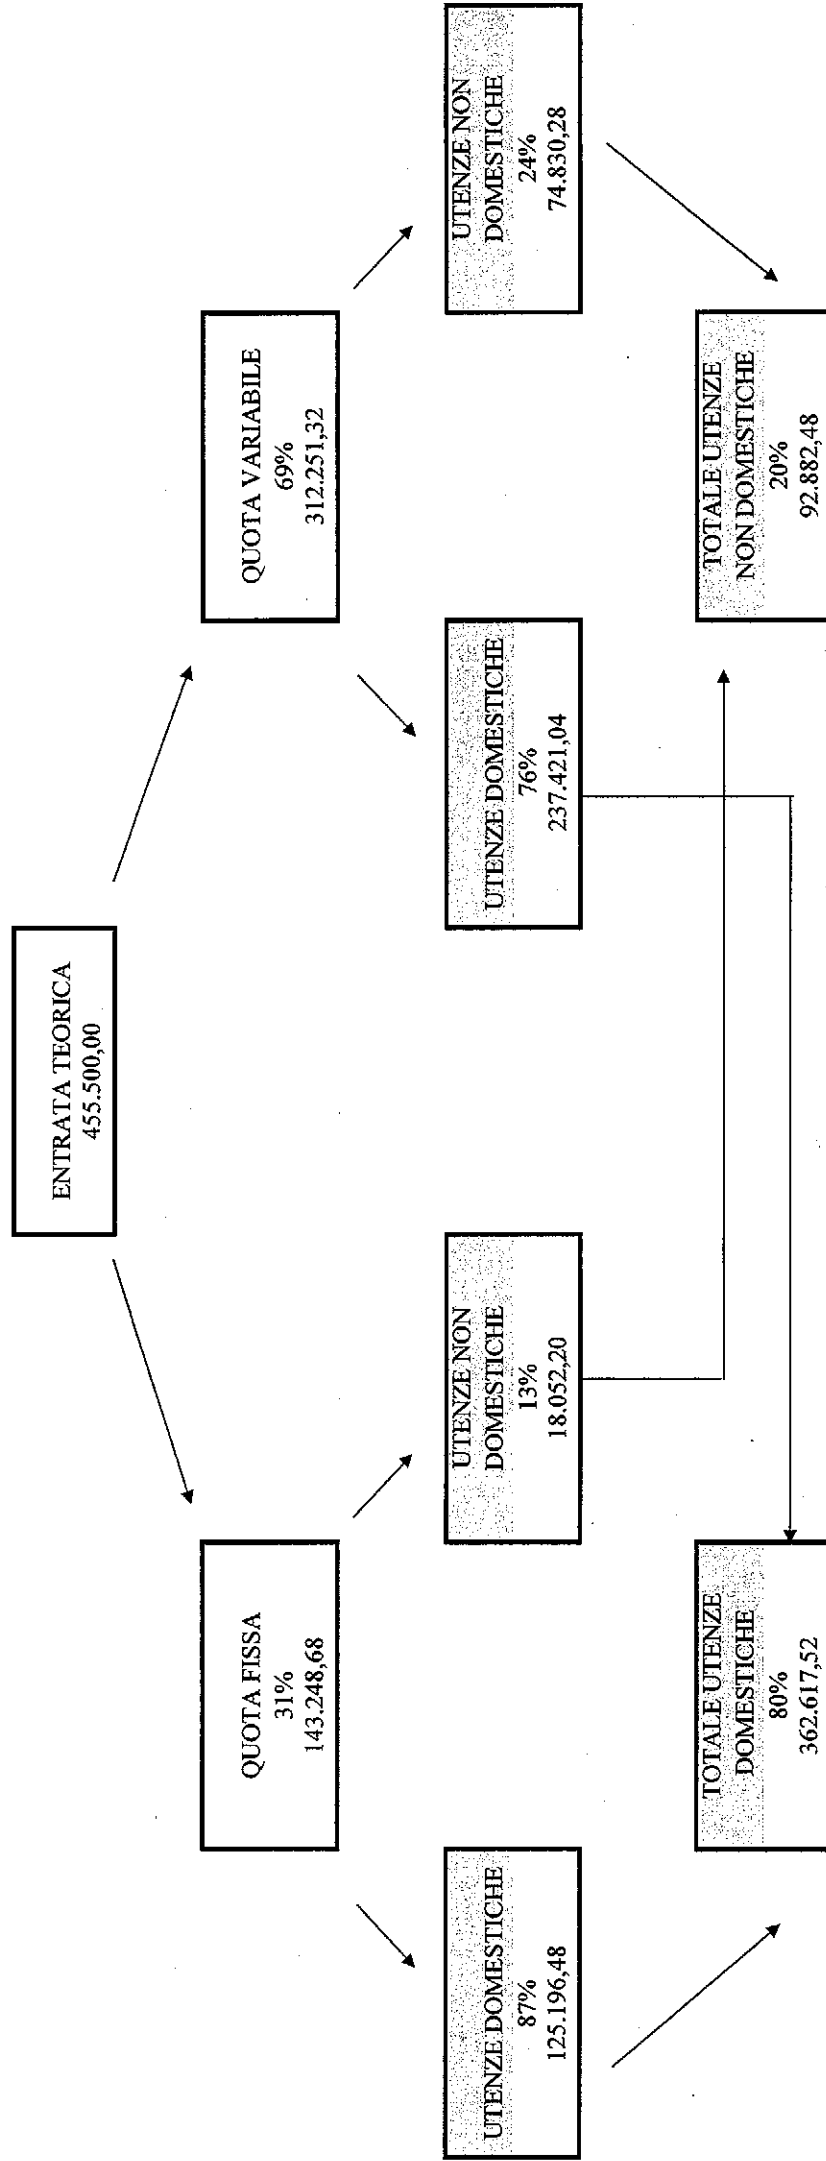 ENTRATA TEORICA
455.500,00
QUOTA FISSA
31%
143.248,68
QUOTA VARIABILE
69%
312.251,32
UTENZE DOMESTICHE
87%
125.196,48
UTENZE NON
DOMESTICHE
13%
18.052,20
UTENZE DOMESTICHE
76%
237.421,04
UTENZE NON
DOMESTICHE
24%
74.830,28
TOTALE UTENZE
DOMESTICHE
80%
362.617,52
TOTALE UTENZE
NON DOMESTICHE
20%
92.882,48